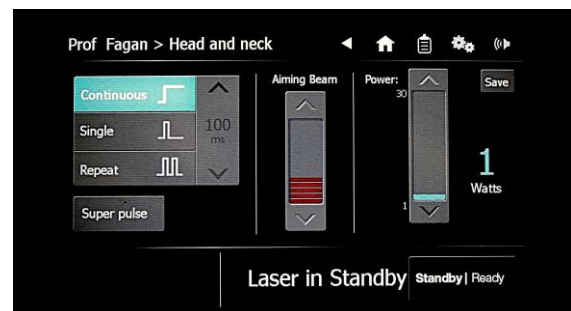 Prof Fagan > Head and neck
Continuous
Single
Repeat
100
ms
Super pulse
Aiming Beam
Power:
30
1
Save
1
Watts
Laser in Standby
Standby | Ready